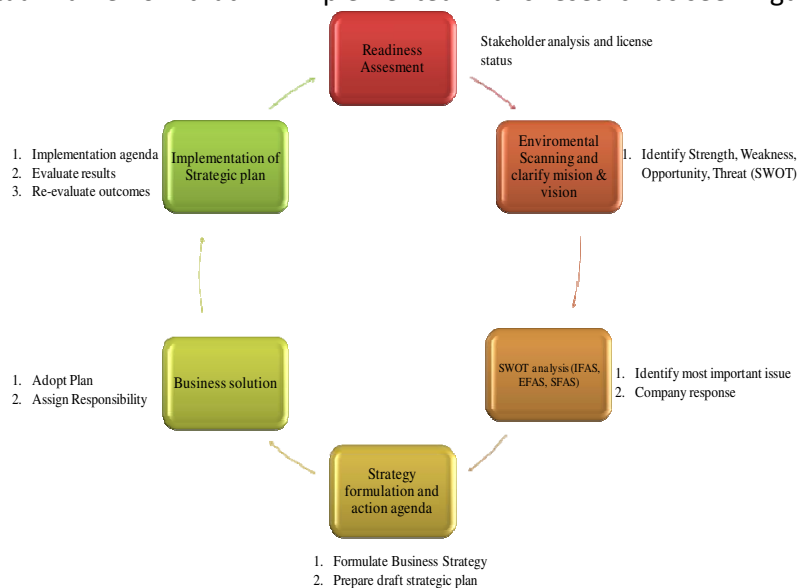 Readiness
Assesment
Stakeholder analysis and license
status
Enviromental
Scanning and
clarify mision &
vision
1. Identify Strength, Weakness,
Opportunity, Threat (SWOT)
SWOT analysis (IFAS,
EFAS, SFAS)
1. Identify most important issue
2. Company response
Strategy
formulation and
action agenda
1. Formulate Business Strategy
2. Prepare draft strategic plan
Business solution
1. Adopt Plan
2. Assign Responsibility
Implementation of
Strategic plan
1. Implementation agenda
2. Evaluate results
3. Re-evaluate outcomes